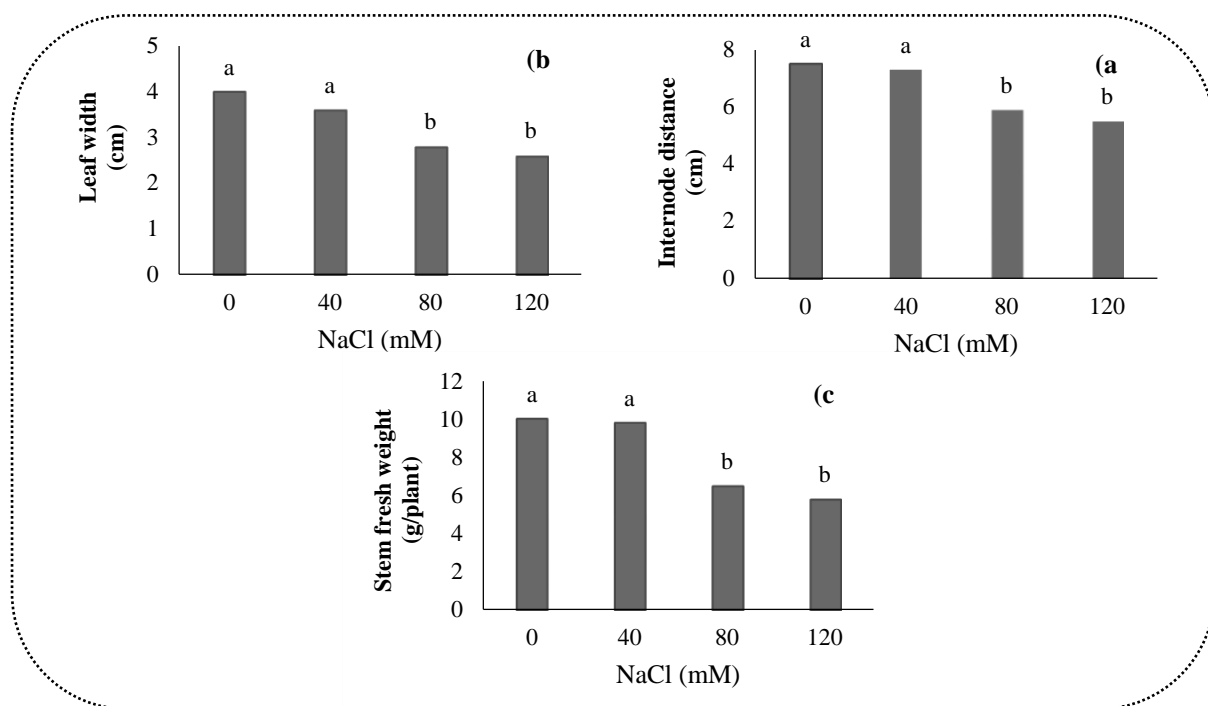 (b
Leaf width
(cm)
5
4
3
2
1
0
a
a
b
b
0 40 80 120
NaCl (mM)
(a
Internode distance
(cm)
8
6
4
2
0
a
a
b
b
0 40 80 120
NaCl (mM)
(c
Stem fresh weight
(g/plant)
12
10
8
6
4
2
0
a
a
b
b
0 40 80 120
NaCl (mM)